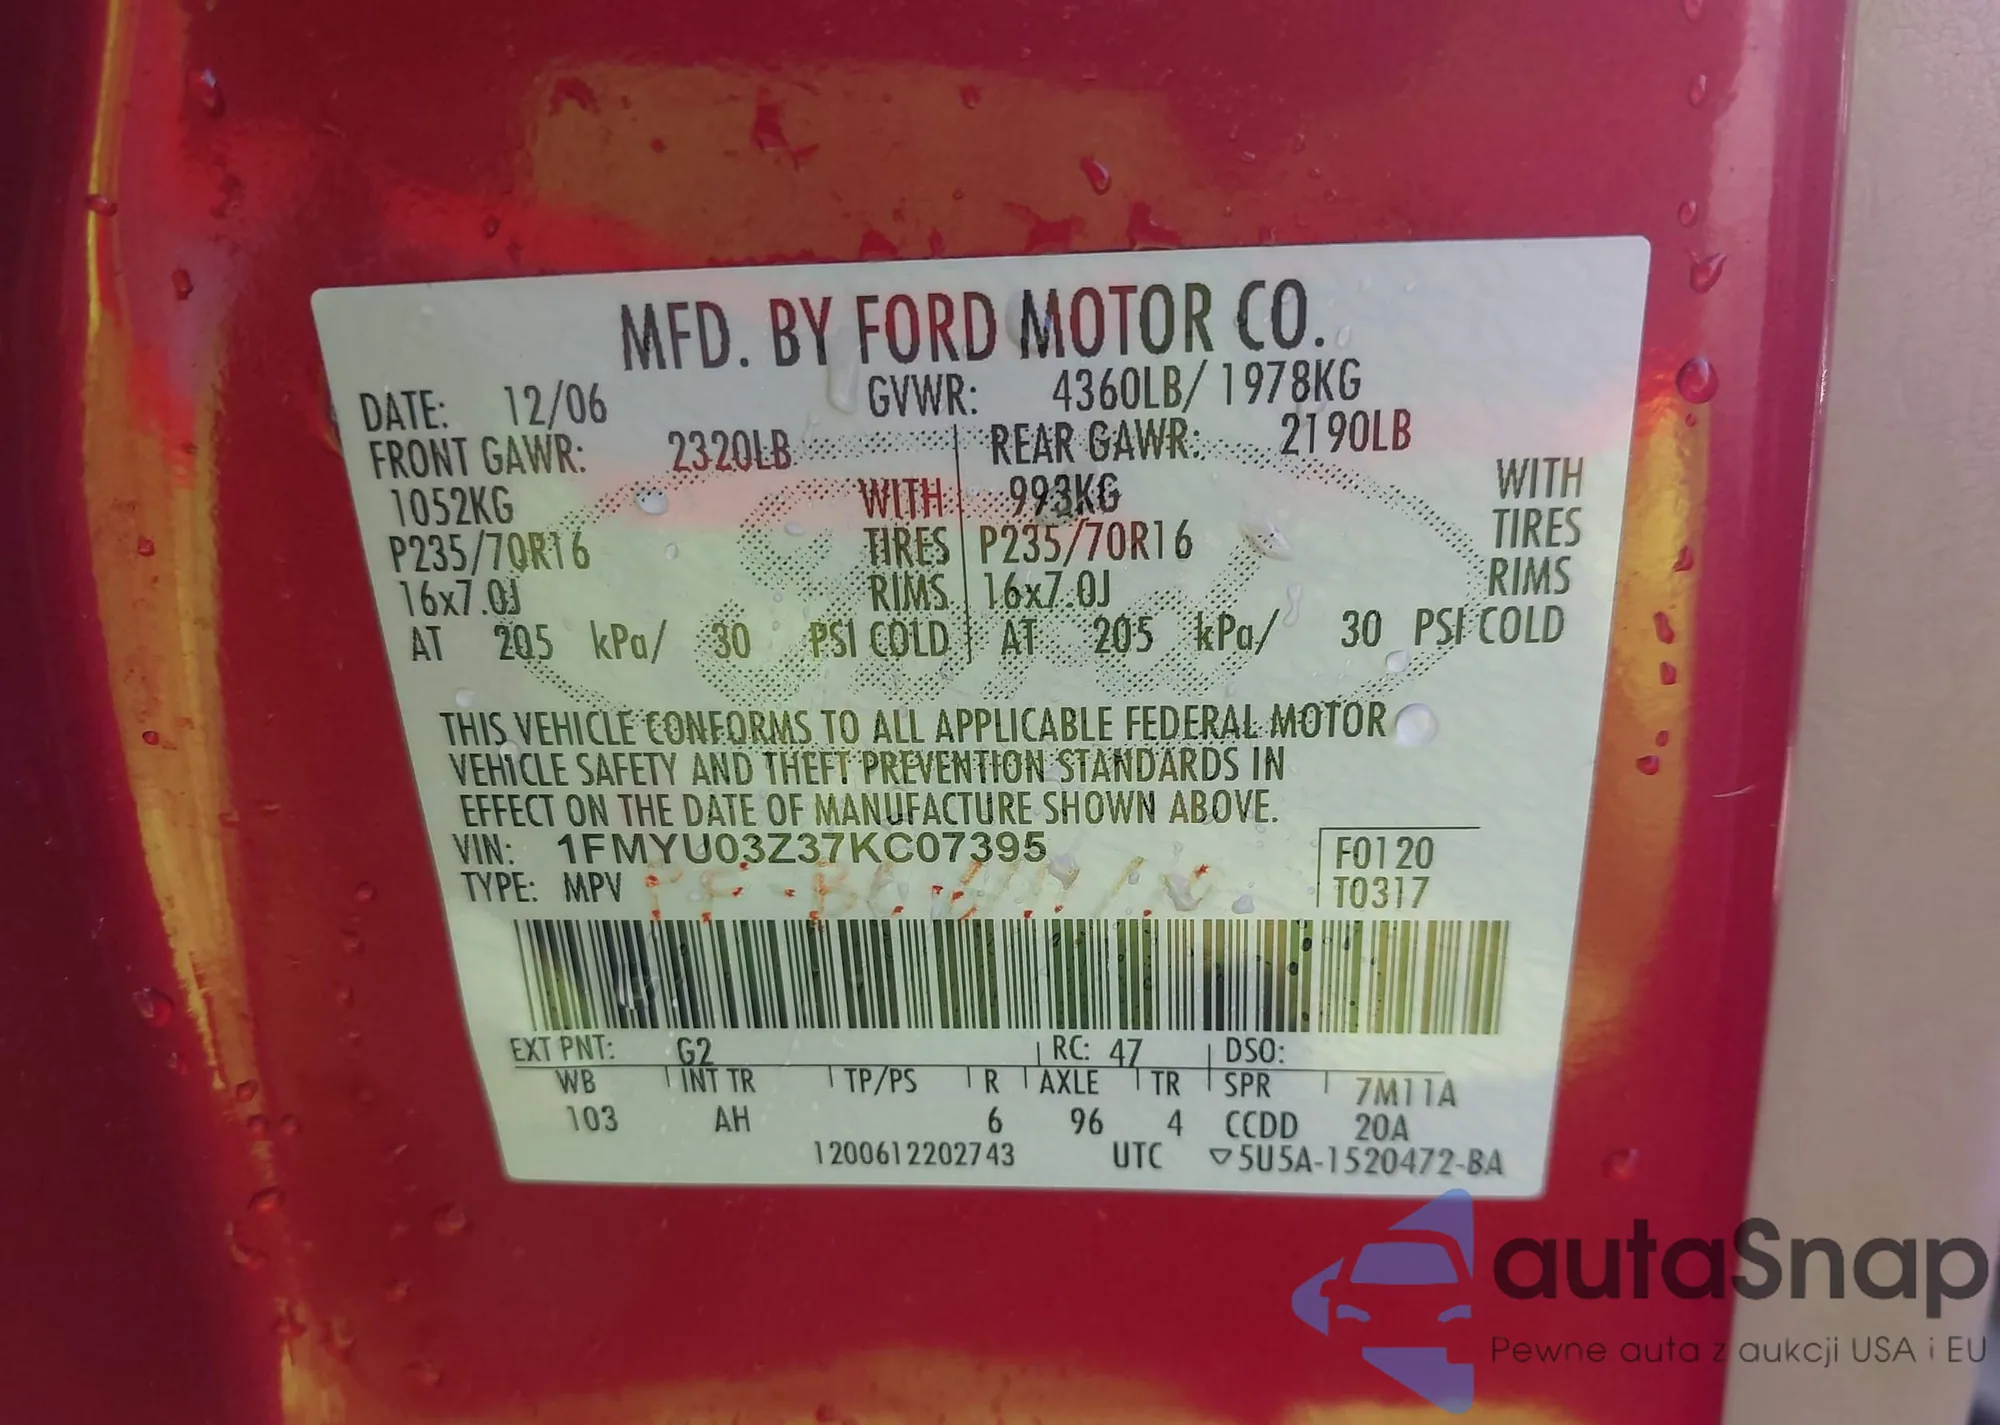 MFD. BY FORD MOTOR CO.
DATE: 12/06 GVWR: 4360LB/ 1978KG
FRONT GAWR: 2320LB REAR GAWR: 2190LB
1052KG WITH 993KG WITH
P235/70R16 TIRES P235/70R16 TIRES
16x7.0J RIMS 16x7.0J RIMS
AT 205 kPa/ 30 PSI COLD AT 205 kPa/ 30 PSI COLD
THIS VEHICLE CONFORMS TO ALL APPLICABLE FEDERAL MOTOR
VEHICLE SAFETY AND THEFT PREVENTION STANDARDS IN
EFFECT ON THE DATE OF MANUFACTURE SHOWN ABOVE.
VIN: 1FMYU03Z37KC07395 F0120
TYPE: MPV T0317
EXT PNT: G2 RC: 47 DSO:
WB INT TR TP/PS R AXLE TR SPR 7M11A
103 AH 6 96 4 CCDD 20A
1200612202743 UTC ▽5U5A-1520472-BA
autaSnap
Pewne auta z aukcji USA i EU